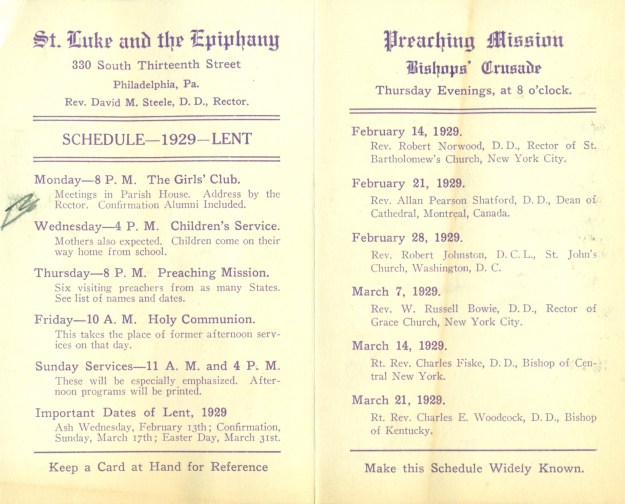 St. Luke and the Epiphany
330 South Thirteenth Street
Philadelphia, Pa.
Rev. David M. Steele, D. D., Rector.
SCHEDULE—1929—LENT
Monday—8 P. M. The Girls' Club.
Meetings in Parish House. Address by the
Rector. Confirmation Alumni Included.
Wednesday—4 P. M. Children's Service.
Mothers also expected. Children come on their
way home from school.
Thursday—8 P. M. Preaching Mission.
Six visiting preachers from as many States.
See list of names and dates.
Friday—10 A. M. Holy Communion.
This takes the place of former afternoon serv-
ices on that day.
Sunday Services—11 A. M. and 4 P. M.
These will be especially emphasized. After-
noon programs will be printed.
Important Dates of Lent, 1929
Ash Wednesday, February 13th; Confirmation,
Sunday, March 17th; Easter Day, March 31st.
Keep a Card at Hand for Reference
Preaching Mission
Bishops' Crusade
Thursday Evenings, at 8 o'clock.
February 14, 1929.
Rev. Robert Norwood, D. D., Rector of St.
Bartholomew's Church, New York City.
February 21, 1929.
Rev. Allan Pearson Shatford, D. D., Dean of
Cathedral, Montreal, Canada.
February 28, 1929.
Rev. Robert Johnston, D. C. L., St. John's
Church, Washington, D. C.
March 7, 1929.
Rev. W. Russell Bowie, D. D., Rector of
Grace Church, New York City.
March 14, 1929.
Rt. Rev. Charles Fiske, D. D., Bishop of Cen-
tral New York.
March 21, 1929.
Rt. Rev. Charles E. Woodcock, D. D., Bishop
of Kentucky.
Make this Schedule Widely Known.